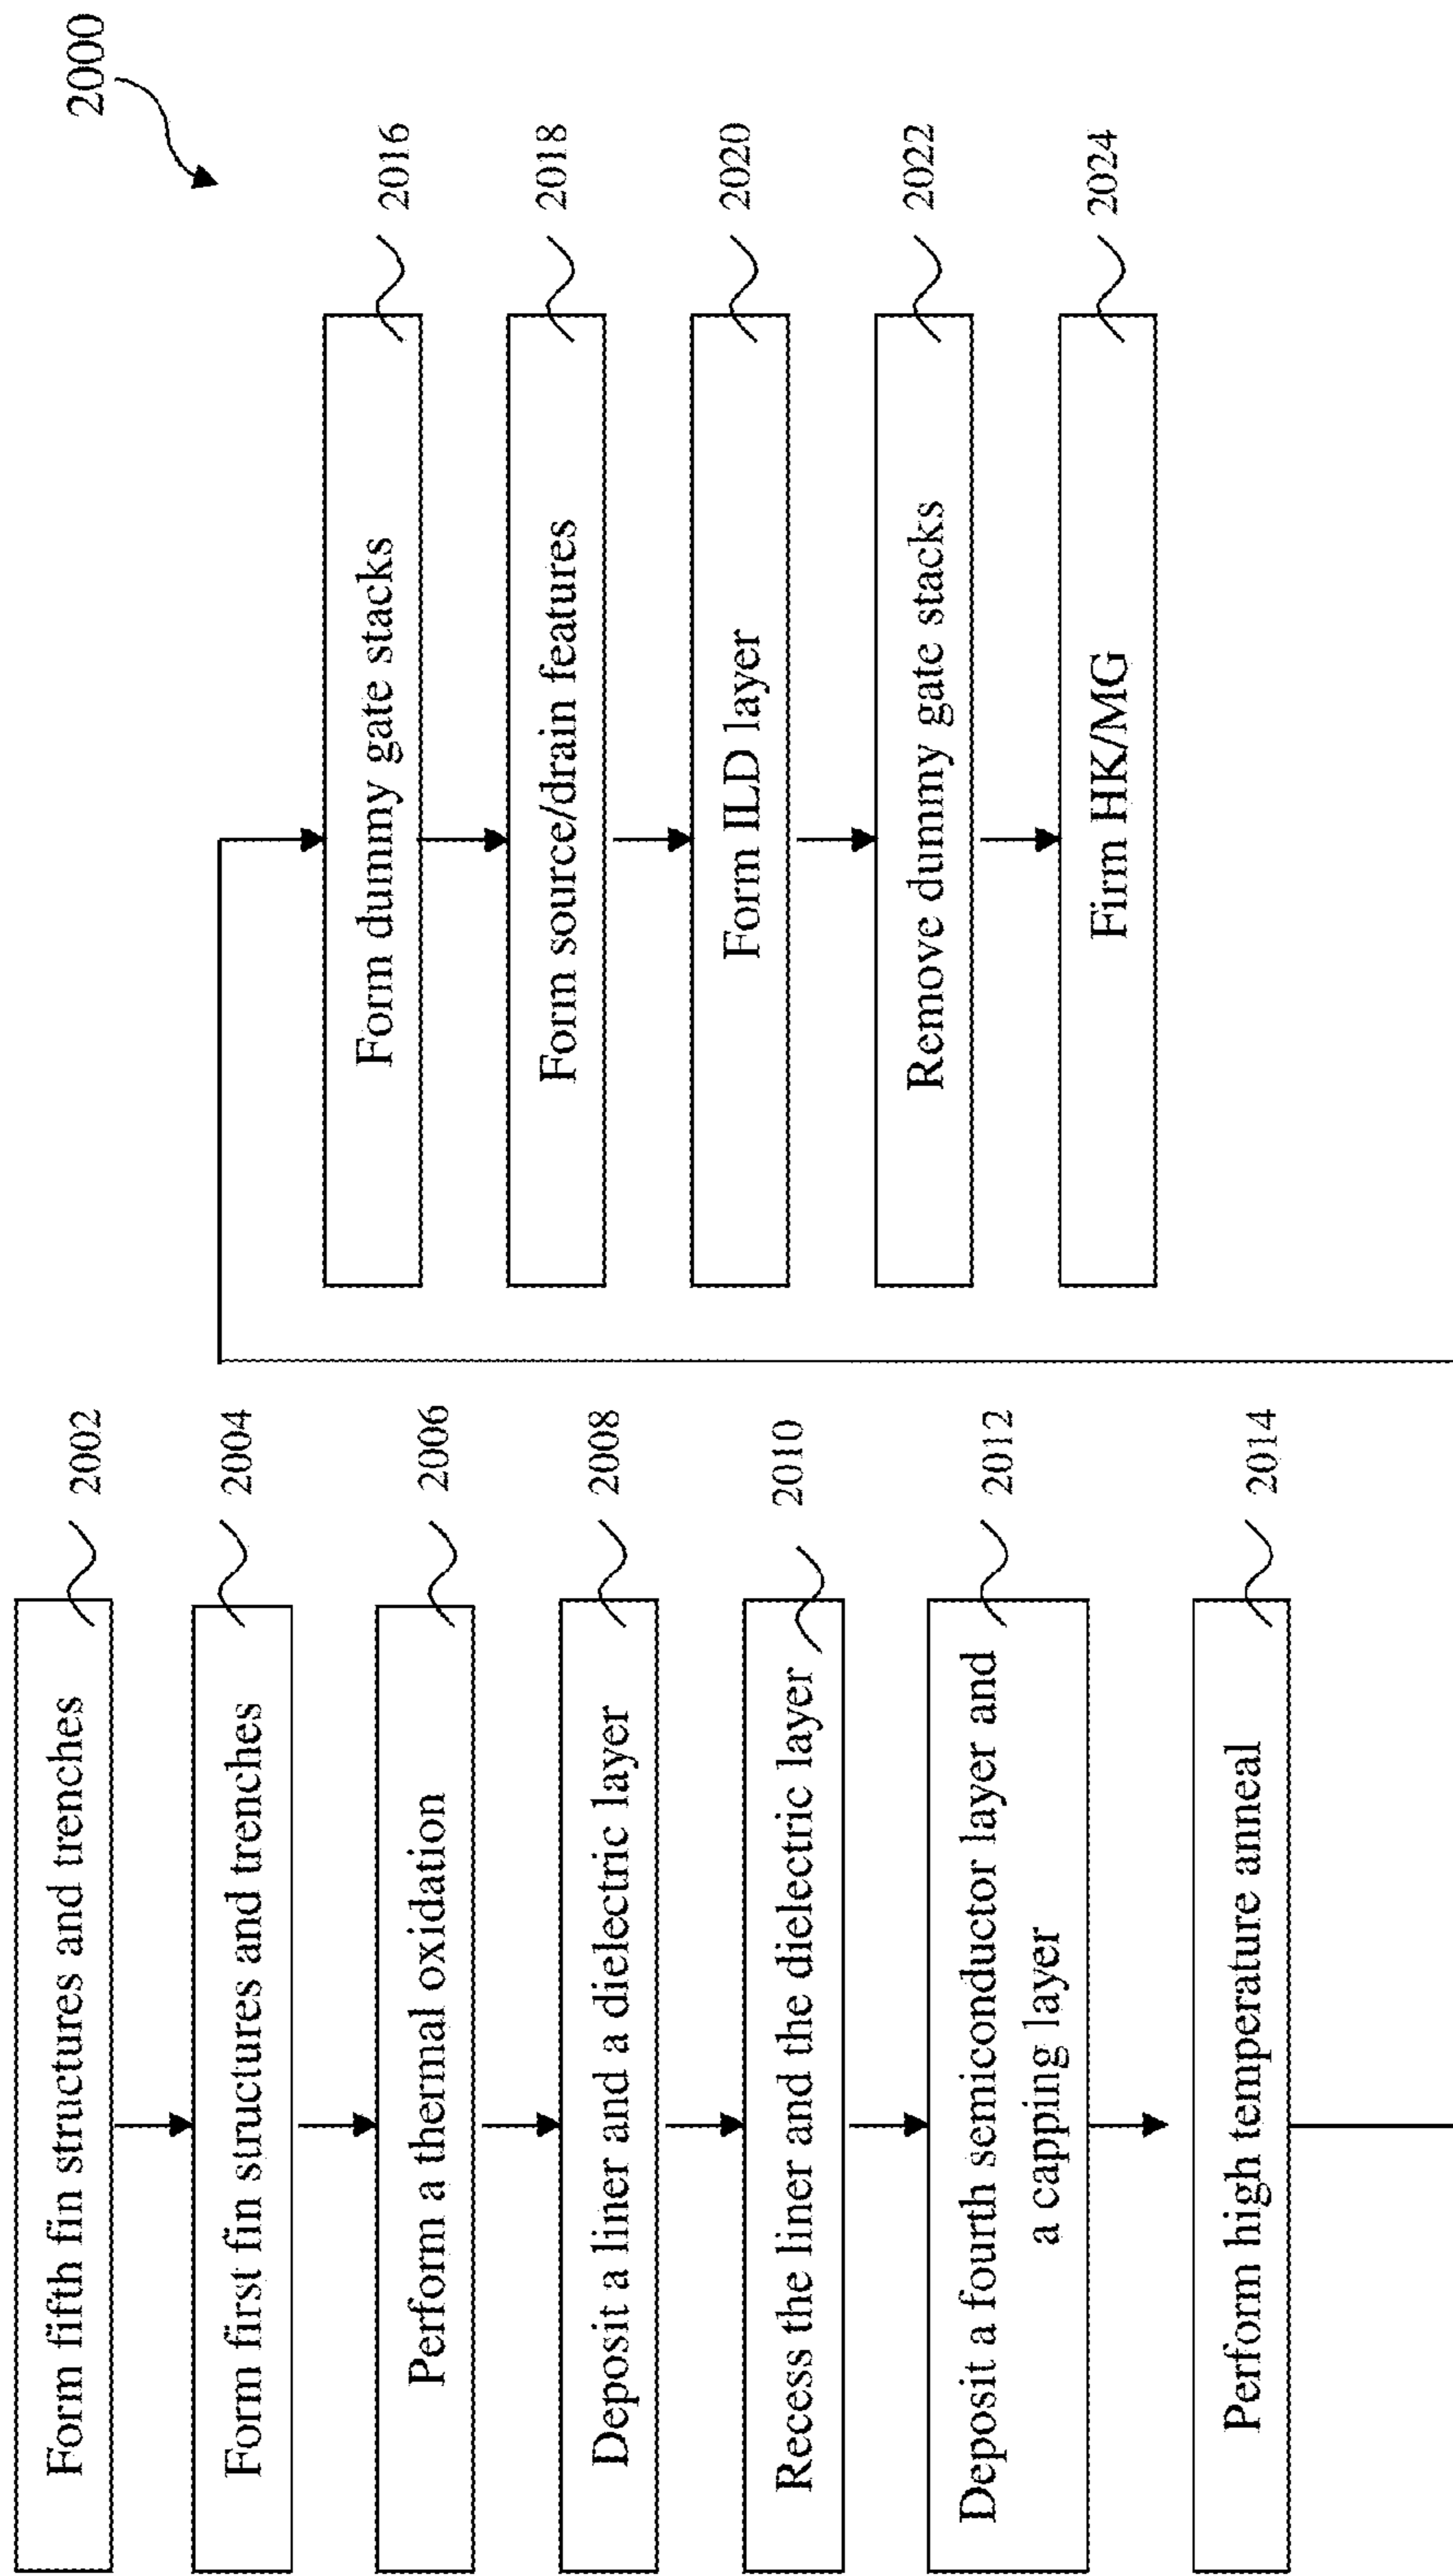 2000
Form fifth fin structures and trenches
2002
Form first fin structures and trenches
2004
Perform a thermal oxidation
2006
Deposit a liner and a dielectric layer
2008
Recess the liner and the dielectric layer
2010
Deposit a fourth semiconductor layer and
a capping layer
2012
Perform high temperature anneal
2014
Form dummy gate stacks
2016
Form source/drain features
2018
Form ILD layer
2020
Remove dummy gate stacks
2022
Firm HK/MG
2024